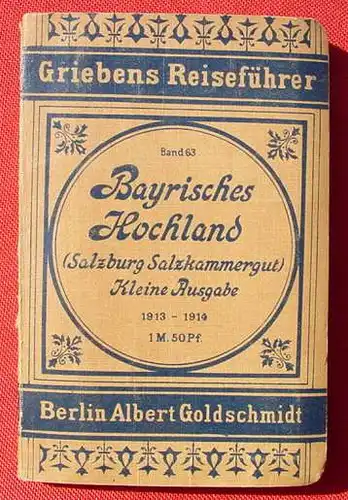 Griebens Reiseführer
Band 63
Bayrisches
Hochland
(Salzburg Salzkammergut)
Kleine Ausgabe
1913 - 1914
1 M. 50 Pf.
Berlin Albert Goldschmidt